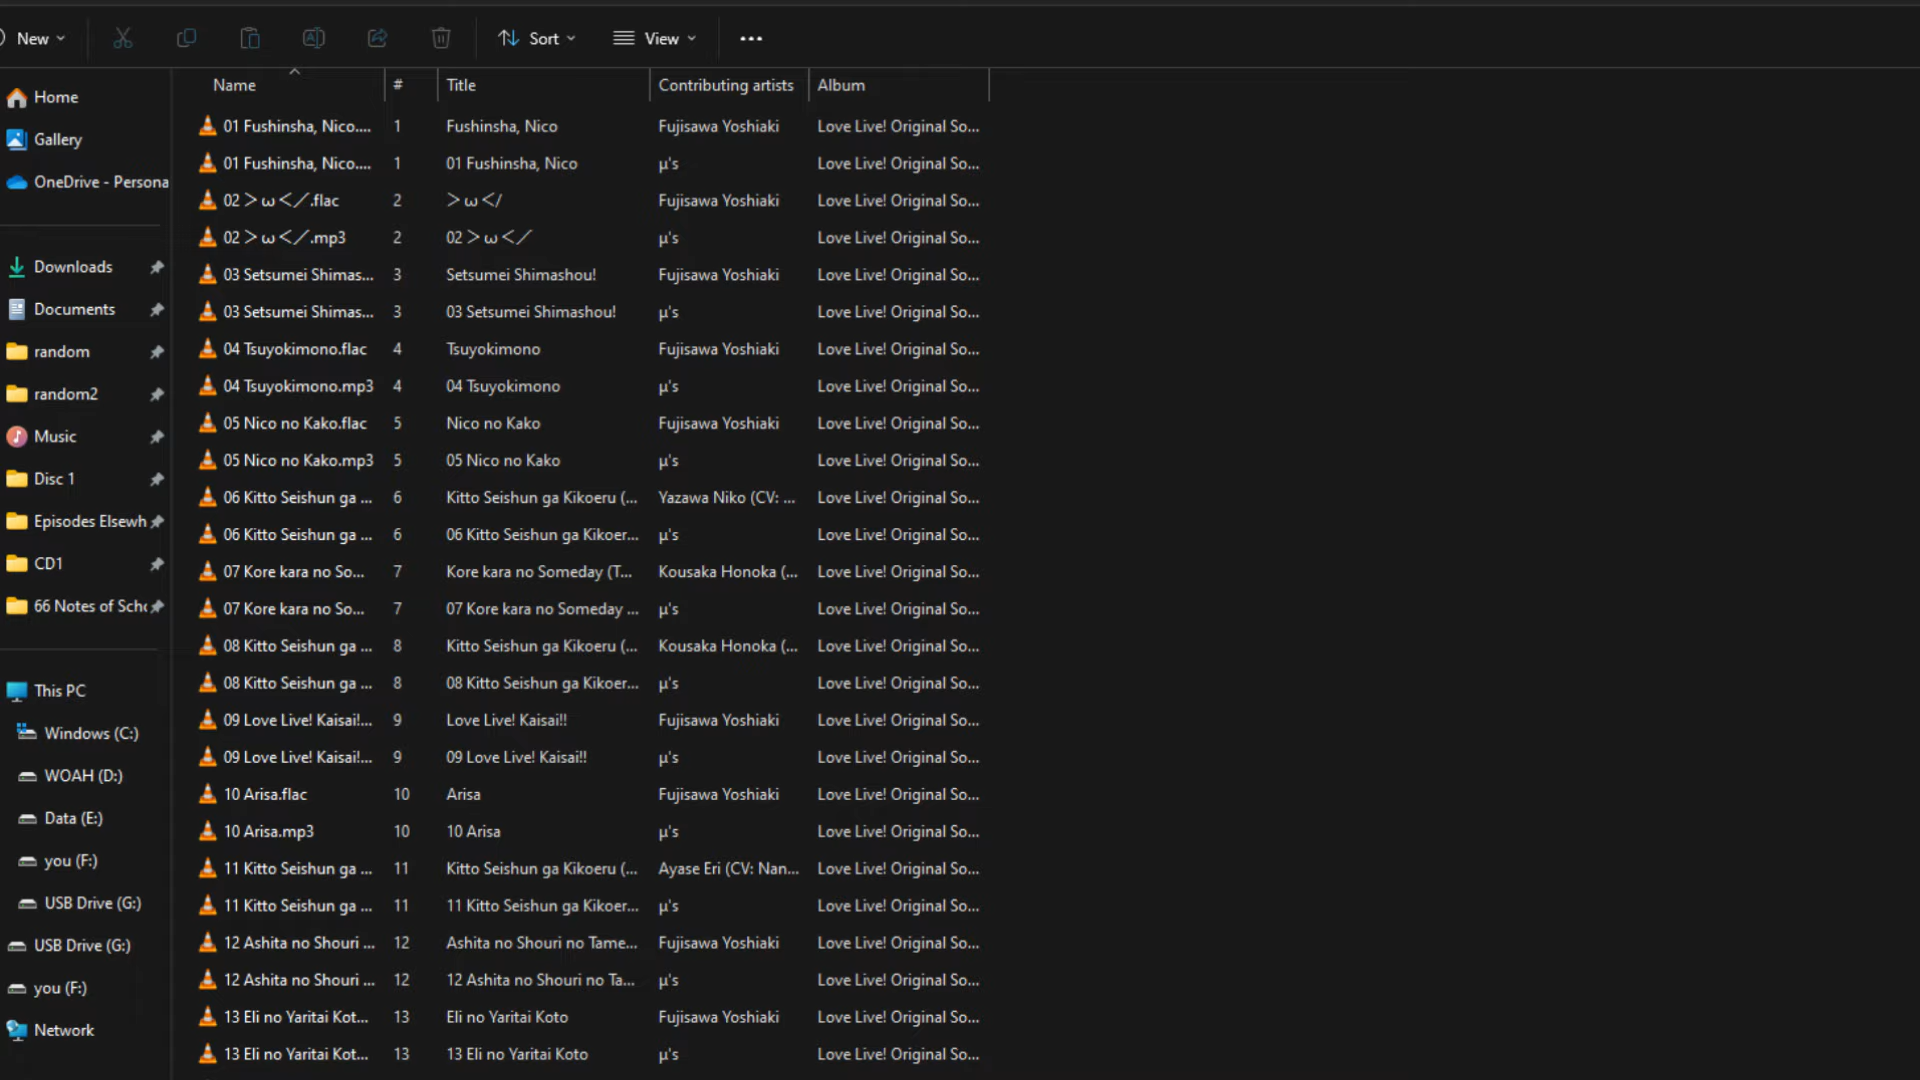 New
Sort
View
Name # Title Contributing artists Album
Home
Gallery
OneDrive - Persona
Downloads
Documents
random
random2
Music
Disc 1
Episodes Elsewh
CD1
66 Notes of Scho
This PC
Windows (C:)
WOAH (D:)
Data (E:)
you (F:)
USB Drive (G:)
USB Drive (G:)
you (F:)
Network
01 Fushinsha, Nico.... 1 Fushinsha, Nico Fujisawa Yoshiaki Love Live! Original So...
01 Fushinsha, Nico.... 1 01 Fushinsha, Nico μ's Love Live! Original So...
02 ＞ω＜／.flac 2 ＞ω＜/ Fujisawa Yoshiaki Love Live! Original So...
02 ＞ω＜／.mp3 2 02 ＞ω＜／ μ's Love Live! Original So...
03 Setsumei Shimas... 3 Setsumei Shimashou! Fujisawa Yoshiaki Love Live! Original So...
03 Setsumei Shimas... 3 03 Setsumei Shimashou! μ's Love Live! Original So...
04 Tsuyokimono.flac 4 Tsuyokimono Fujisawa Yoshiaki Love Live! Original So...
04 Tsuyokimono.mp3 4 04 Tsuyokimono μ's Love Live! Original So...
05 Nico no Kako.flac 5 Nico no Kako Fujisawa Yoshiaki Love Live! Original So...
05 Nico no Kako.mp3 5 05 Nico no Kako μ's Love Live! Original So...
06 Kitto Seishun ga ... 6 Kitto Seishun ga Kikoeru (... Yazawa Niko (CV: ... Love Live! Original So...
06 Kitto Seishun ga ... 6 06 Kitto Seishun ga Kikoer... μ's Love Live! Original So...
07 Kore kara no So... 7 Kore kara no Someday (T... Kousaka Honoka (... Love Live! Original So...
07 Kore kara no So... 7 07 Kore kara no Someday ... μ's Love Live! Original So...
08 Kitto Seishun ga ... 8 Kitto Seishun ga Kikoeru (... Kousaka Honoka (... Love Live! Original So...
08 Kitto Seishun ga ... 8 08 Kitto Seishun ga Kikoer... μ's Love Live! Original So...
09 Love Live! Kaisai!... 9 Love Live! Kaisai!! Fujisawa Yoshiaki Love Live! Original So...
09 Love Live! Kaisai!... 9 09 Love Live! Kaisai!! μ's Love Live! Original So...
10 Arisa.flac 10 Arisa Fujisawa Yoshiaki Love Live! Original So...
10 Arisa.mp3 10 10 Arisa μ's Love Live! Original So...
11 Kitto Seishun ga ... 11 Kitto Seishun ga Kikoeru (... Ayase Eri (CV: Nan... Love Live! Original So...
11 Kitto Seishun ga ... 11 11 Kitto Seishun ga Kikoer... μ's Love Live! Original So...
12 Ashita no Shouri ... 12 Ashita no Shouri no Tame... Fujisawa Yoshiaki Love Live! Original So...
12 Ashita no Shouri ... 12 12 Ashita no Shouri no Ta... μ's Love Live! Original So...
13 Eli no Yaritai Kot... 13 Eli no Yaritai Koto Fujisawa Yoshiaki Love Live! Original So...
13 Eli no Yaritai Kot... 13 13 Eli no Yaritai Koto μ's Love Live! Original So...